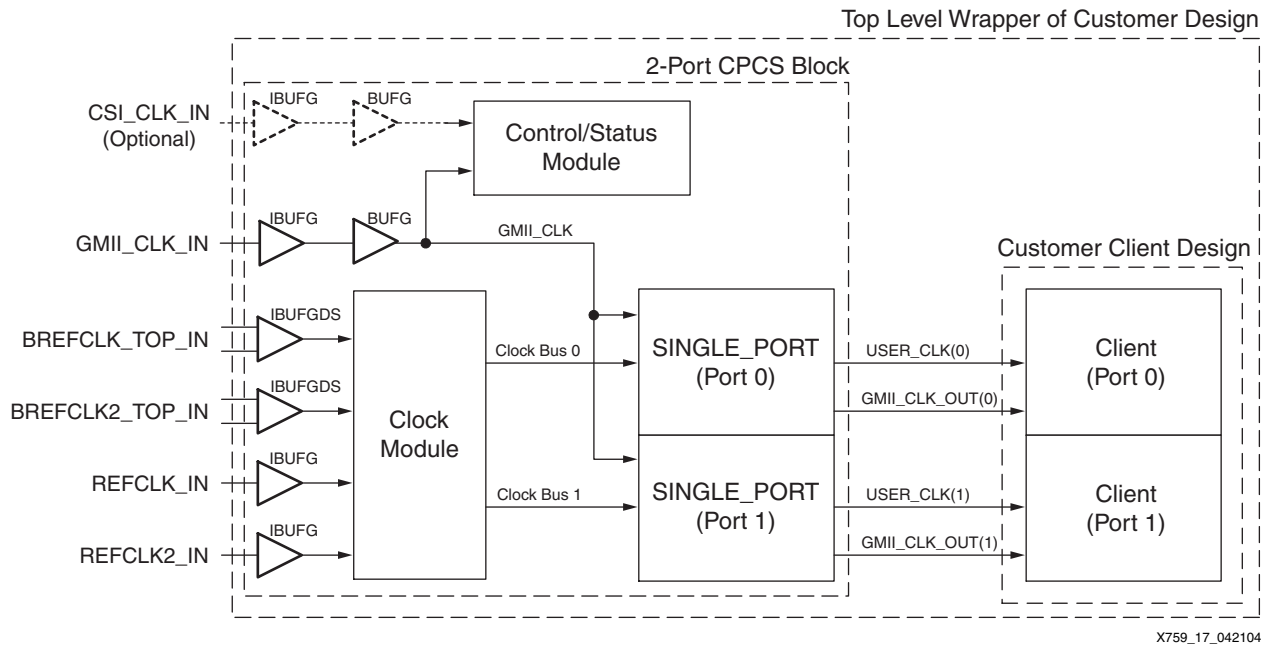 Top Level Wrapper of Customer Design
2-Port CPCS Block
CSI_CLK_IN
(Optional)
IBUFG
BUFG
Control/Status
Module
GMII_CLK_IN
IBUFG
BUFG
GMII_CLK
Customer Client Design
BREFCLK_TOP_IN
IBUFGDS
BREFCLK2_TOP_IN
IBUFGDS
REFCLK_IN
IBUFG
REFCLK2_IN
IBUFG
Clock
Module
Clock Bus 0
Clock Bus 1
SINGLE_PORT
(Port 0)
SINGLE_PORT
(Port 1)
USER_CLK(0)
GMII_CLK_OUT(0)
USER_CLK(1)
GMII_CLK_OUT(1)
Client
(Port 0)
Client
(Port 1)
X759_17_042104